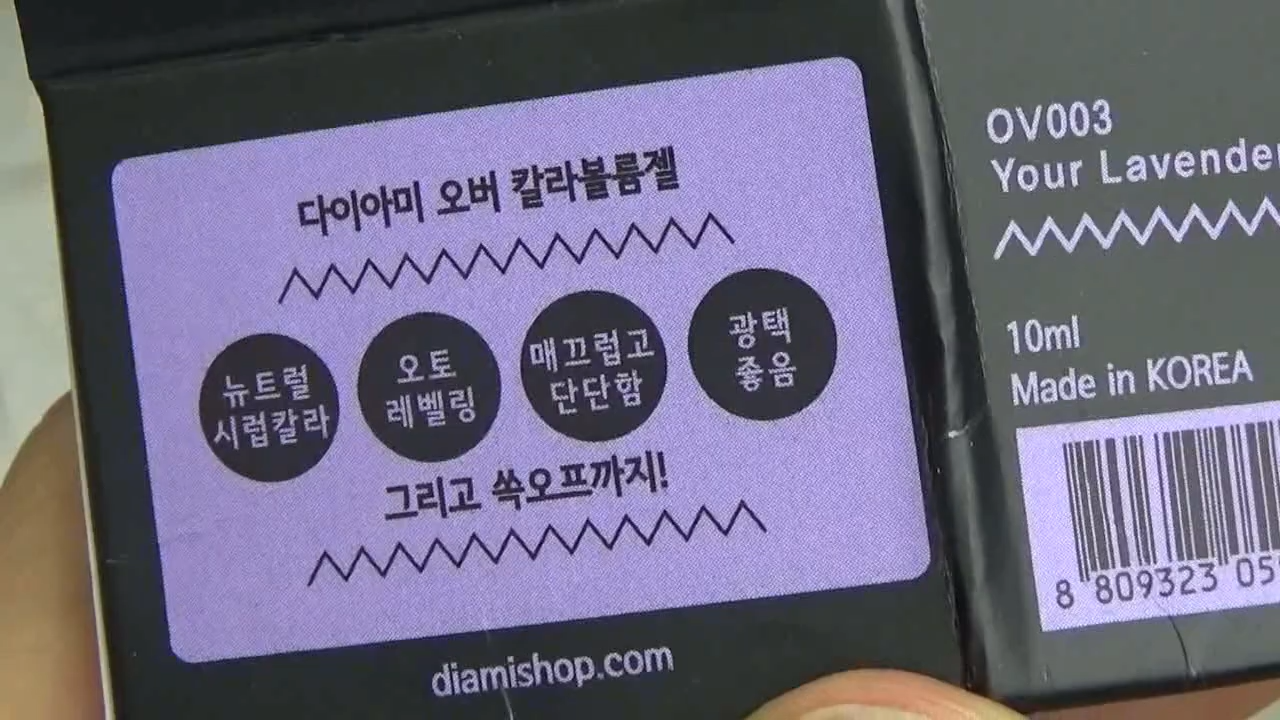 다이아미 오버 칼라볼륨젤
뉴트럴
시럽칼라
오토
레벨링
매끄럽고
단단함
광택
좋음
그리고 쏙오프까지!
diamishop.com
OV003
Your Lavender
10ml
Made in KOREA
8 809323 05